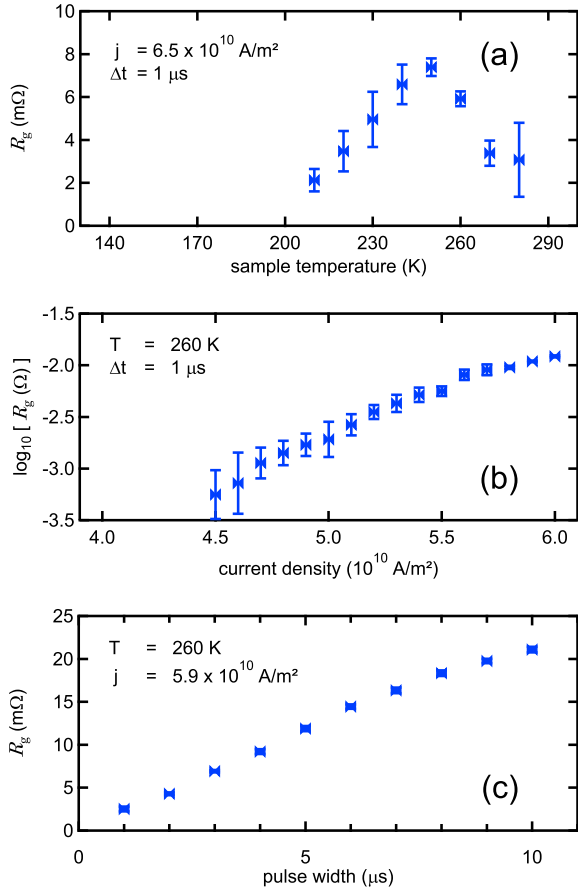 10
8
6
4
2
0
R_g (mΩ)
j = 6.5 x 10^10 A/m²
Δt = 1 μs
(a)
140 170 200 230 260 290
sample temperature (K)
-1.5
-2.0
-2.5
-3.0
-3.5
log_10 [ R_g (Ω) ]
T = 260 K
Δt = 1 μs
(b)
4.0 4.5 5.0 5.5 6.0
current density (10^10 A/m²)
25
20
15
10
5
0
R_g (mΩ)
T = 260 K
j = 5.9 x 10^10 A/m²
(c)
0 5 10
pulse width (μs)